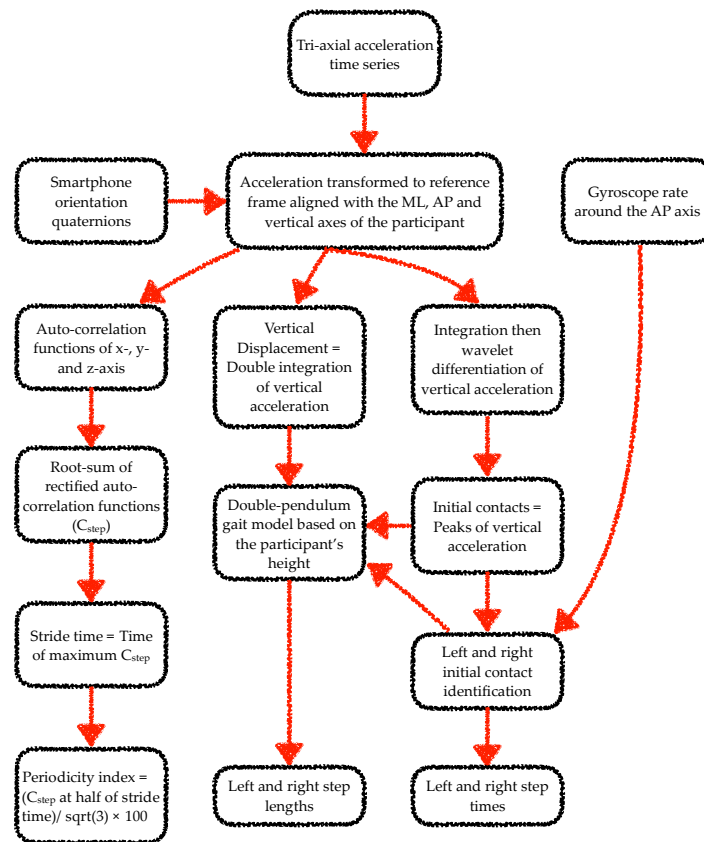 Tri-axial acceleration
time series
Smartphone
orientation
quaternions
Acceleration transformed to reference
frame aligned with the ML, AP and
vertical axes of the participant
Gyroscope rate
around the AP axis
Auto-correlation
functions of x-, y-
and z-axis
Vertical
Displacement =
Double integration
of vertical
acceleration
Integration then
wavelet
differentiation of
vertical acceleration
Root-sum of
rectified auto-
correlation functions
(Cstep)
Double-pendulum
gait model based on
the participant's
height
Initial contacts =
Peaks of vertical
acceleration
Stride time = Time
of maximum Cstep
Left and right
initial contact
identification
Periodicity index =
(Cstep at half of stride
time)/ sqrt(3) × 100
Left and right step
lengths
Left and right step
times